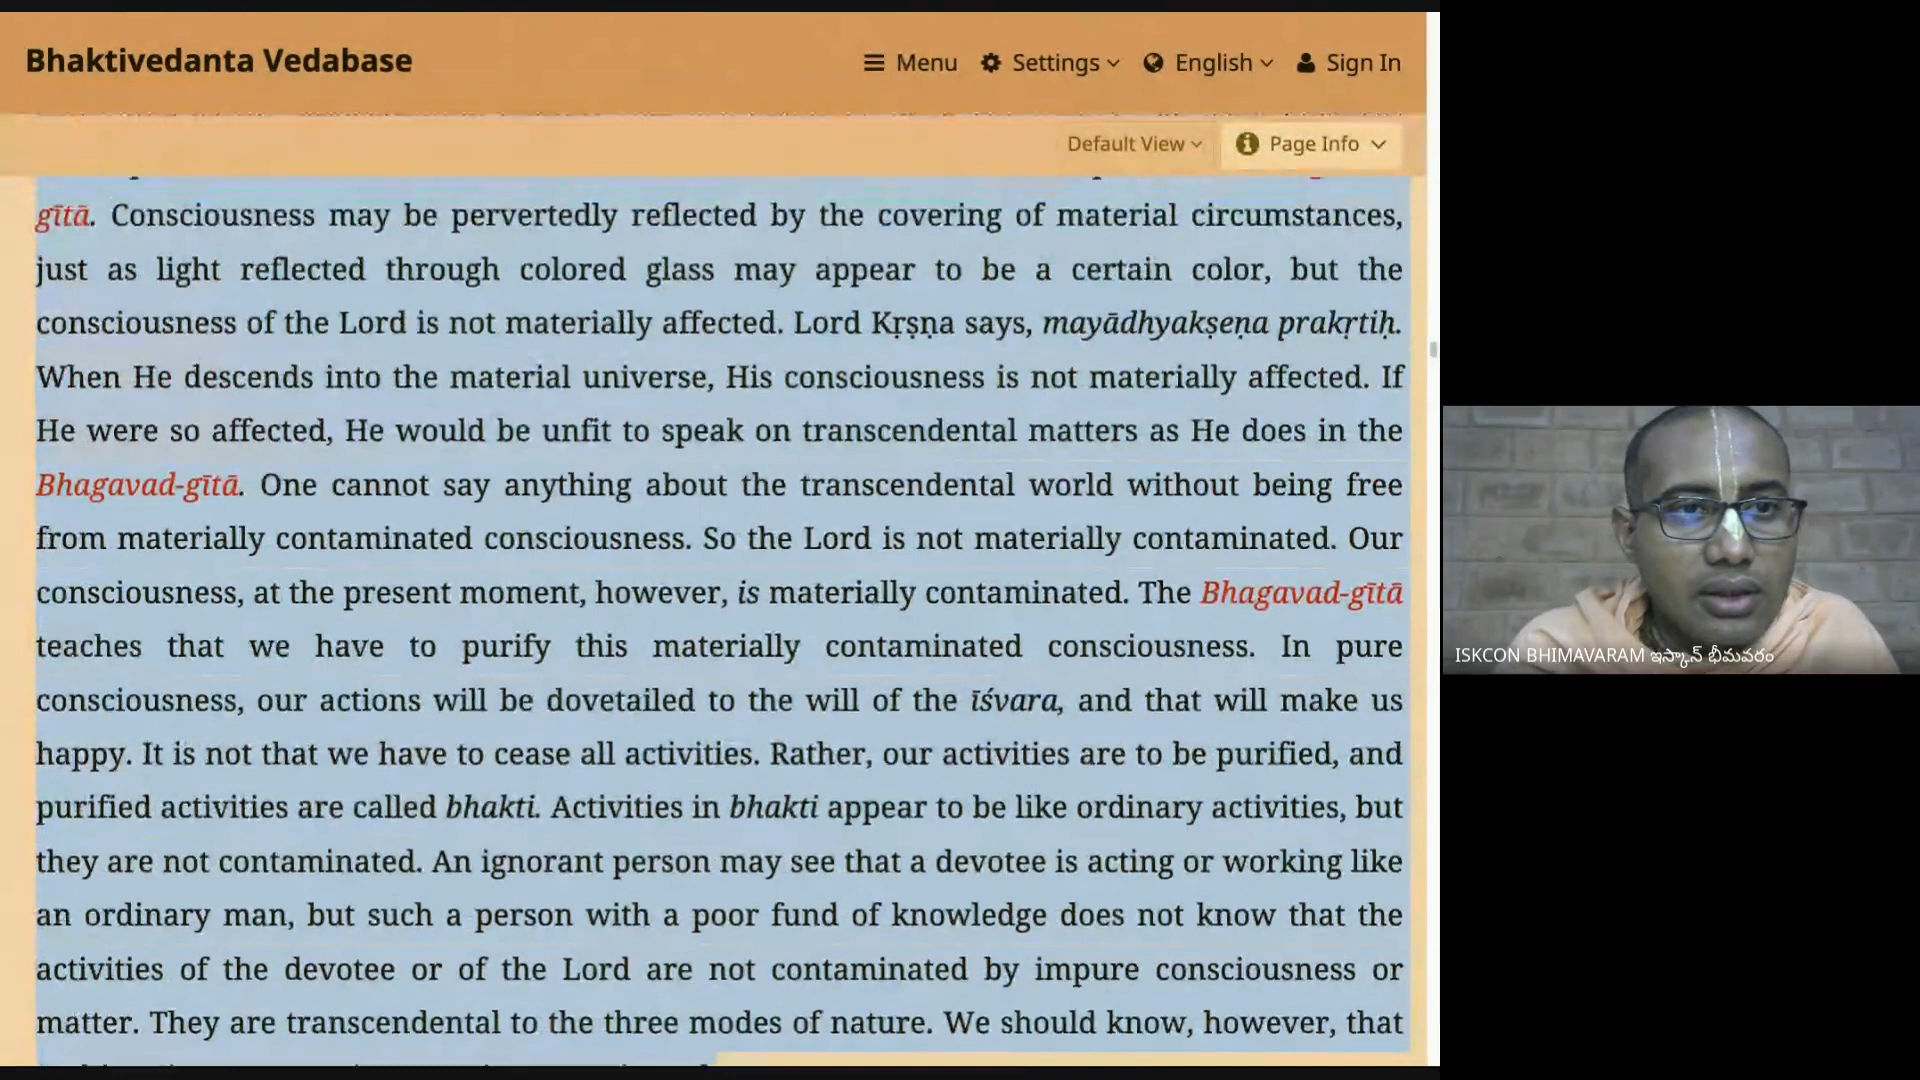 Bhaktivedanta Vedabase
Menu Settings English Sign In
Default View Page Info
gītā. Consciousness may be pervertedly reflected by the covering of material circumstances,
just as light reflected through colored glass may appear to be a certain color, but the
consciousness of the Lord is not materially affected. Lord Kṛṣṇa says, mayādhyakṣeṇa prakṛtiḥ.
When He descends into the material universe, His consciousness is not materially affected. If
He were so affected, He would be unfit to speak on transcendental matters as He does in the
Bhagavad-gītā. One cannot say anything about the transcendental world without being free
from materially contaminated consciousness. So the Lord is not materially contaminated. Our
consciousness, at the present moment, however, is materially contaminated. The Bhagavad-gītā
teaches that we have to purify this materially contaminated consciousness. In pure
consciousness, our actions will be dovetailed to the will of the īśvara, and that will make us
happy. It is not that we have to cease all activities. Rather, our activities are to be purified, and
purified activities are called bhakti. Activities in bhakti appear to be like ordinary activities, but
they are not contaminated. An ignorant person may see that a devotee is acting or working like
an ordinary man, but such a person with a poor fund of knowledge does not know that the
activities of the devotee or of the Lord are not contaminated by impure consciousness or
matter. They are transcendental to the three modes of nature. We should know, however, that
ISKCON BHIMAVARAM ఇస్కాన్ భీమవరం